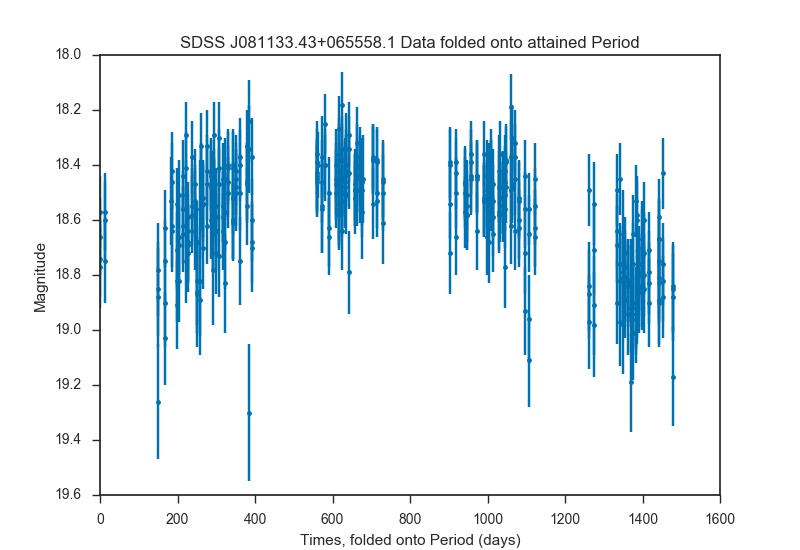 SDSS J081133.43+065558.1 Data folded onto attained Period
18.0
18.2
18.4
18.6
18.8
19.0
19.2
19.4
19.6
Magnitude
0 200 400 600 800 1000 1200 1400 1600
Times, folded onto Period (days)